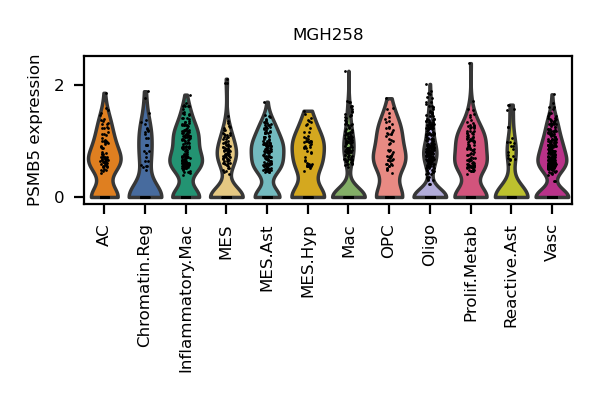 MGH258
PSMB5 expression
2
0
AC
Chromatin.Reg
Inflammatory.Mac
MES
MES.Ast
MES.Hyp
Mac
OPC
Oligo
Prolif.Metab
Reactive.Ast
Vasc